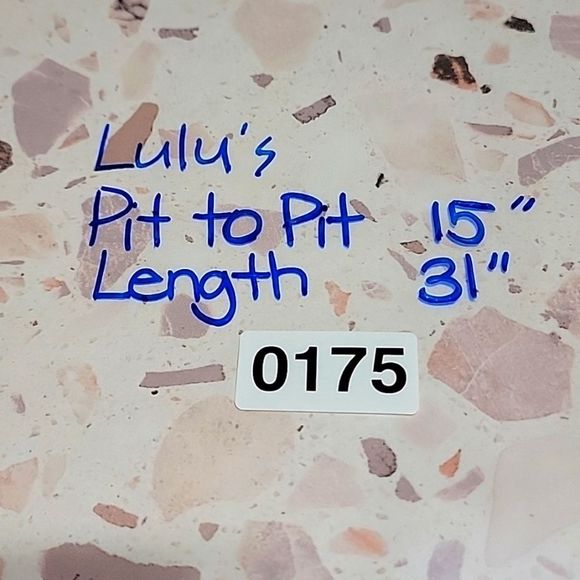 Lulu's
Pit to Pit 15"
Length 31"
0175